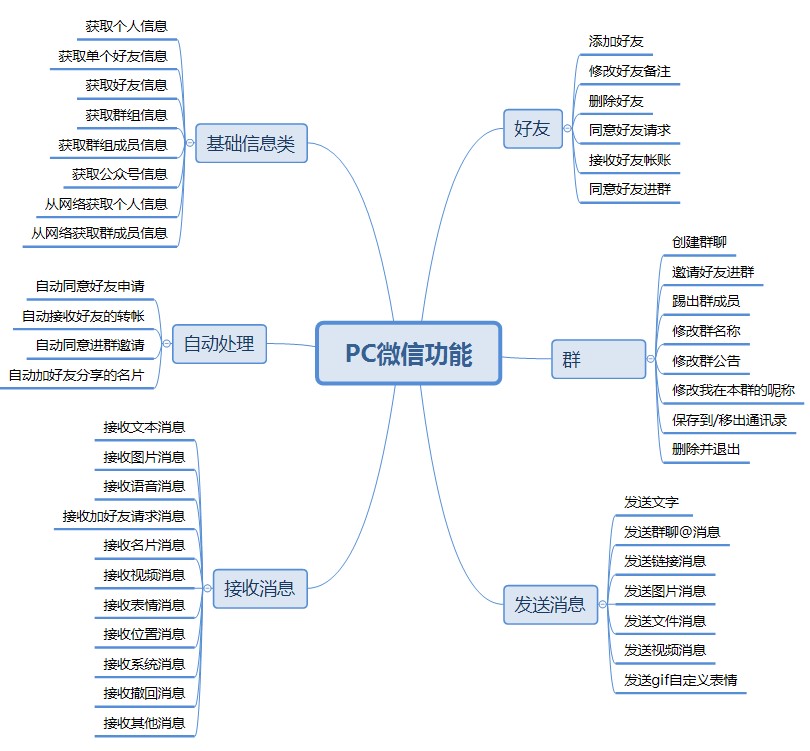 PC微信功能
基础信息类
获取个人信息
获取单个好友信息
获取好友信息
获取群组信息
获取群组成员信息
获取公众号信息
从网络获取个人信息
从网络获取群成员信息
自动处理
自动同意好友申请
自动接收好友的转帐
自动同意进群邀请
自动加好友分享的名片
接收消息
接收文本消息
接收图片消息
接收语音消息
接收加好友请求消息
接收名片消息
接收视频消息
接收表情消息
接收位置消息
接收系统消息
接收撤回消息
接收其他消息
好友
添加好友
修改好友备注
删除好友
同意好友请求
接收好友帐账
同意好友进群
群
创建群聊
邀请好友进群
踢出群成员
修改群名称
修改群公告
修改我在本群的昵称
保存到/移出通讯录
删除并退出
发送消息
发送文字
发送群聊@消息
发送链接消息
发送图片消息
发送文件消息
发送视频消息
发送gif自定义表情